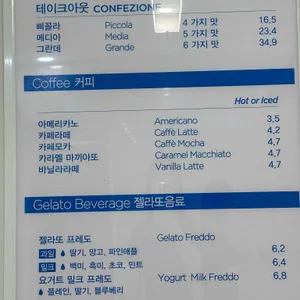 테이크아웃 CONFEZIONE
삐꼴라 Piccola 4 가지 맛 16,5
메디아 Media 5 가지 맛 23,4
그란데 Grande 6 가지 맛 34,9
Coffee 커피
Hot or Iced
아메리카노 Americano 3,5
카페라떼 Caffè Latte 4,2
카페모카 Caffè Mocha 4,7
카라멜 마끼아또 Caramel Macchiato 4,7
바닐라라떼 Vanilla Latte 4,7
Gelato Beverage 젤라또음료
젤라또 프레도 Gelato Freddo
과일 딸기, 망고, 파인애플 6,2
밀크 백미, 흑미, 초코, 민트 6,4
요거트 밀크 프레도 Yogurt Milk Freddo 6,8
플레인, 딸기, 블루베리